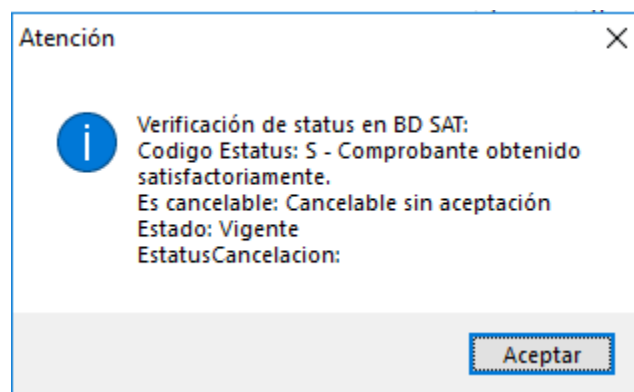 Atención
Verificación de status en BD SAT:
Codigo Estatus: S - Comprobante obtenido
satisfactoriamente.
Es cancelable: Cancelable sin aceptación
Estado: Vigente
EstatusCancelacion:
Aceptar